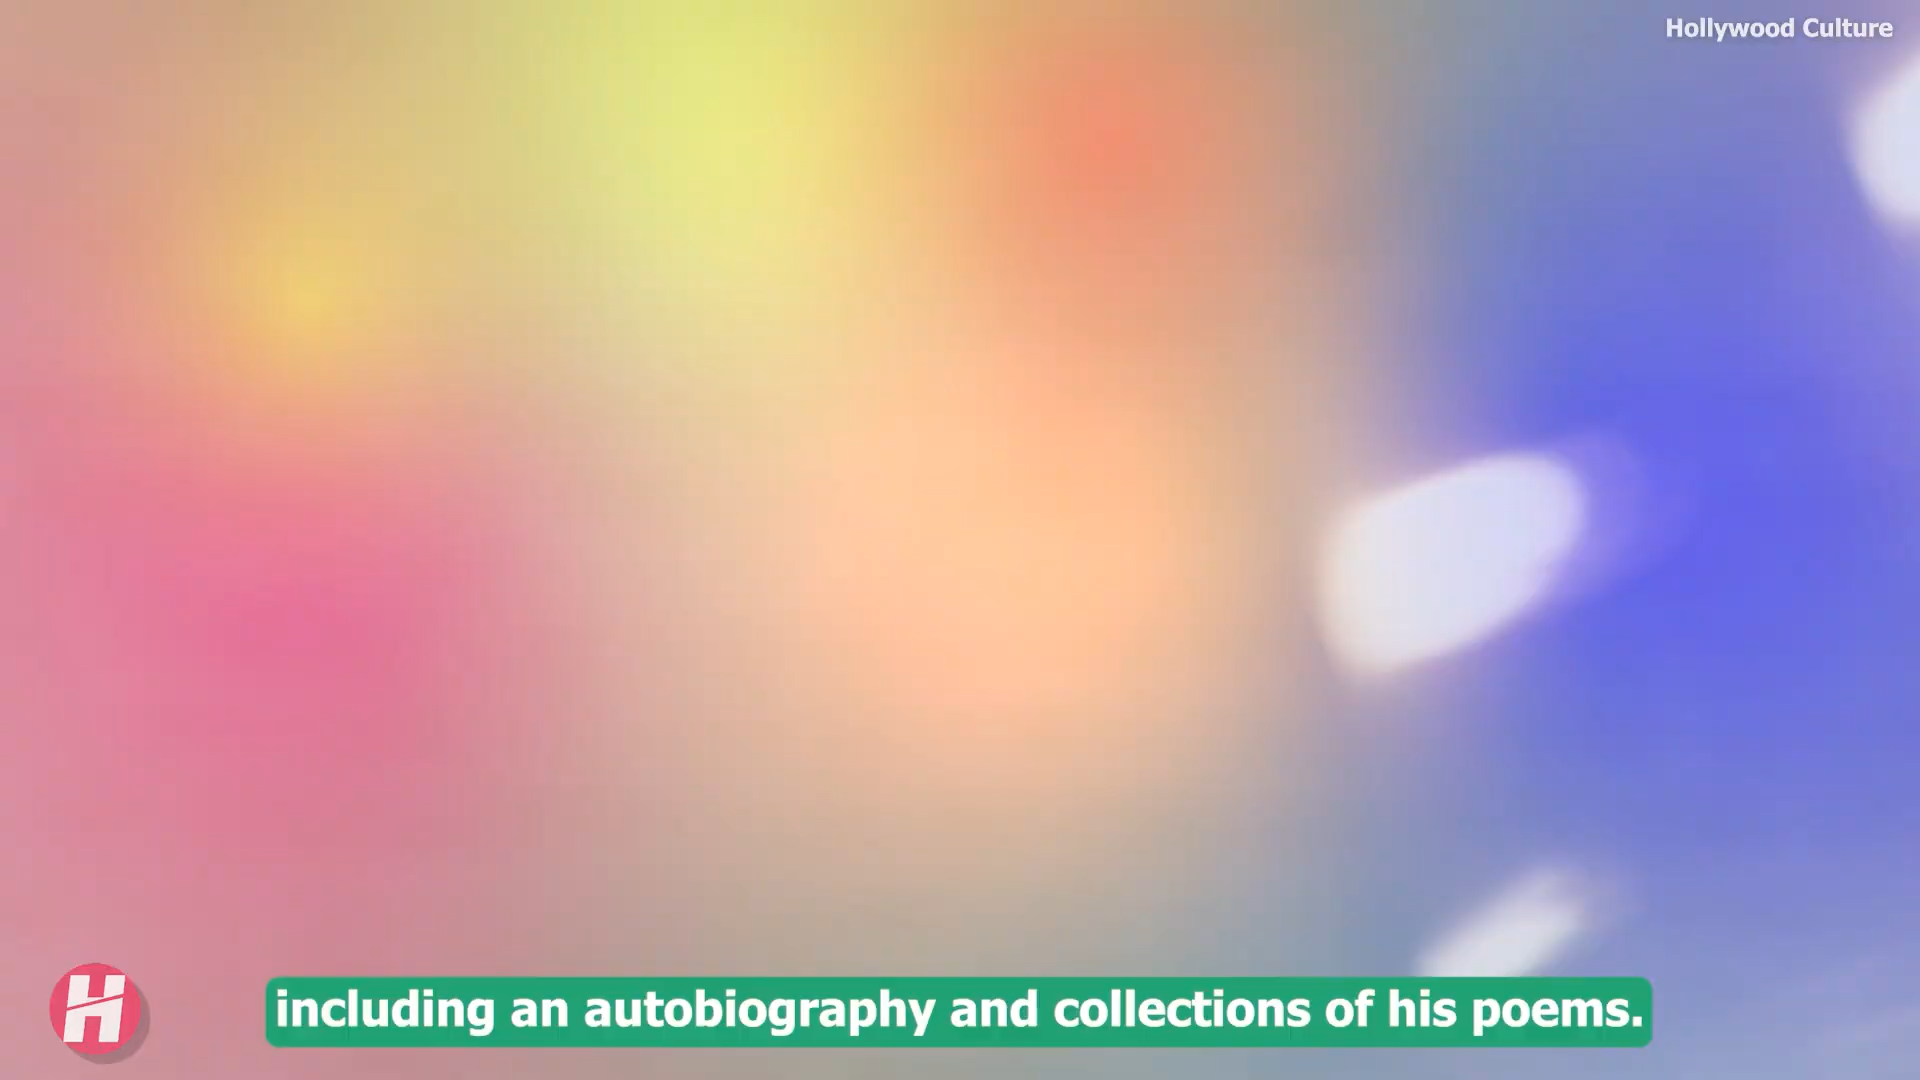 Hollywood Culture
H
including an autobiography and collections of his poems.